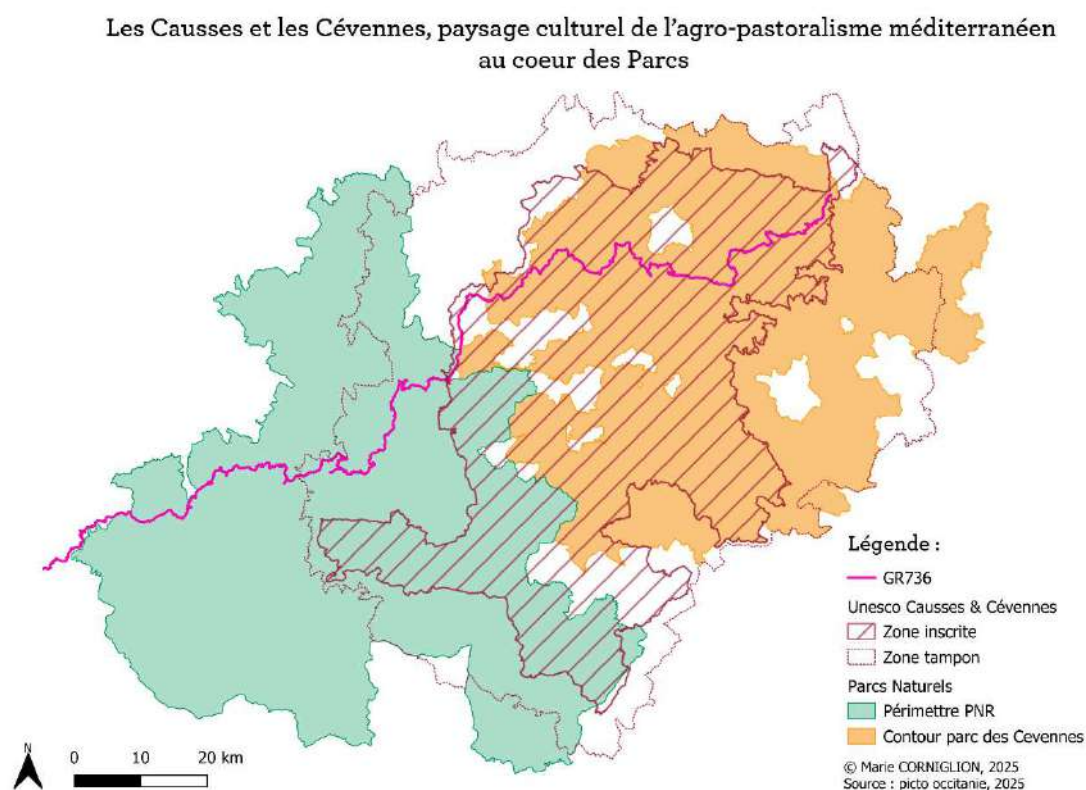 Les Causses et les Cévennes, paysage culturel de l'agro-pastoralisme méditerranéen
au coeur des Parcs
Légende :
GR736
Unesco Causses & Cévennes
Zone inscrite
Zone tampon
Parcs Naturels
Périmettre PNR
Contour parc des Cevennes
© Marie CORNIGLION, 2025
Source : picto occitanie, 2025
N
0 10 20 km